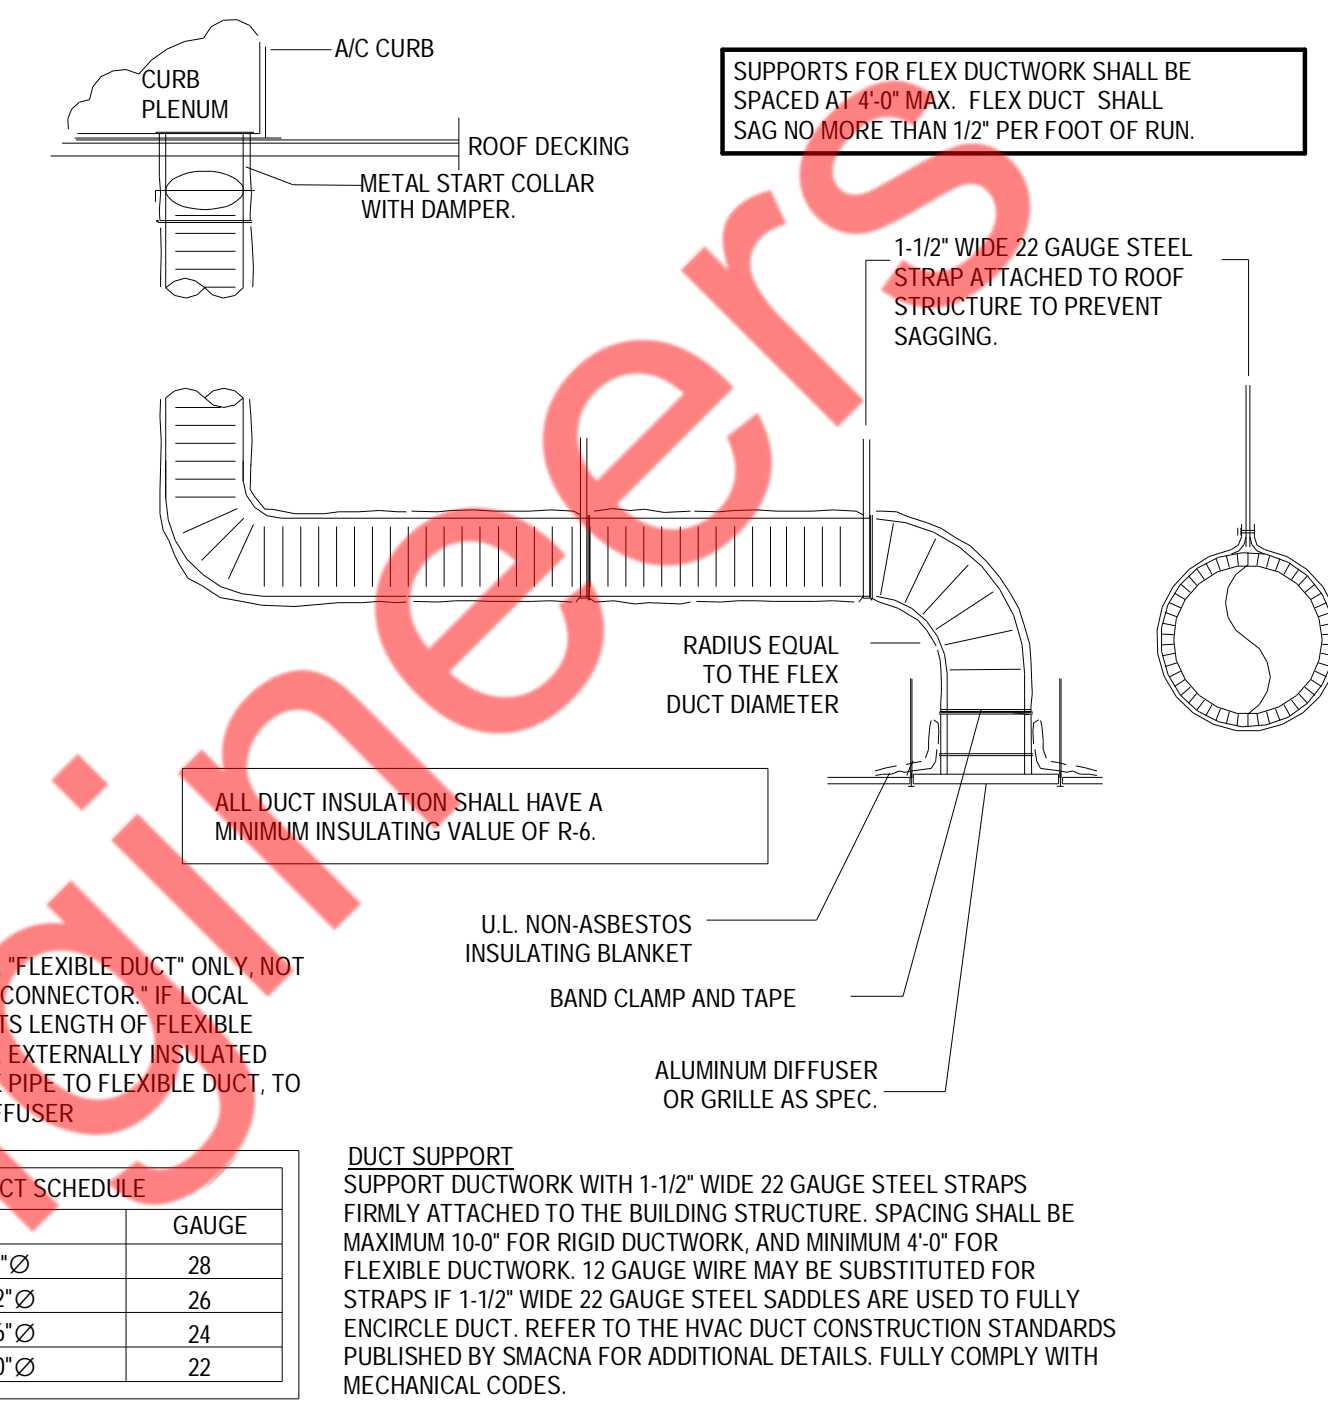 A/C CURB
CURB
PLENUM
ROOF DECKING
METAL START COLLAR
WITH DAMPER.
SUPPORTS FOR FLEX DUCTWORK SHALL BE
SPACED AT 4'-0" MAX. FLEX DUCT SHALL
SAG NO MORE THAN 1/2" PER FOOT OF RUN.
1-1/2" WIDE 22 GAUGE STEEL
STRAP ATTACHED TO ROOF
STRUCTURE TO PREVENT
SAGGING.
RADIUS EQUAL
TO THE FLEX
DUCT DIAMETER
ALL DUCT INSULATION SHALL HAVE A
MINIMUM INSULATING VALUE OF R-6.
U.L. NON-ASBESTOS
INSULATING BLANKET
BAND CLAMP AND TAPE
ALUMINUM DIFFUSER
OR GRILLE AS SPEC.
"FLEXIBLE DUCT" ONLY, NOT
CONNECTOR." IF LOCAL
TS LENGTH OF FLEXIBLE
EXTERNALLY INSULATED
PIPE TO FLEXIBLE DUCT, TO
FFUSER
CT SCHEDULE
GAUGE
"Ø 28
2"Ø 26
6"Ø 24
0"Ø 22
DUCT SUPPORT
SUPPORT DUCTWORK WITH 1-1/2" WIDE 22 GAUGE STEEL STRAPS
FIRMLY ATTACHED TO THE BUILDING STRUCTURE. SPACING SHALL BE
MAXIMUM 10-0" FOR RIGID DUCTWORK, AND MINIMUM 4'-0" FOR
FLEXIBLE DUCTWORK. 12 GAUGE WIRE MAY BE SUBSTITUTED FOR
STRAPS IF 1-1/2" WIDE 22 GAUGE STEEL SADDLES ARE USED TO FULLY
ENCIRCLE DUCT. REFER TO THE HVAC DUCT CONSTRUCTION STANDARDS
PUBLISHED BY SMACNA FOR ADDITIONAL DETAILS. FULLY COMPLY WITH
MECHANICAL CODES.
gineers